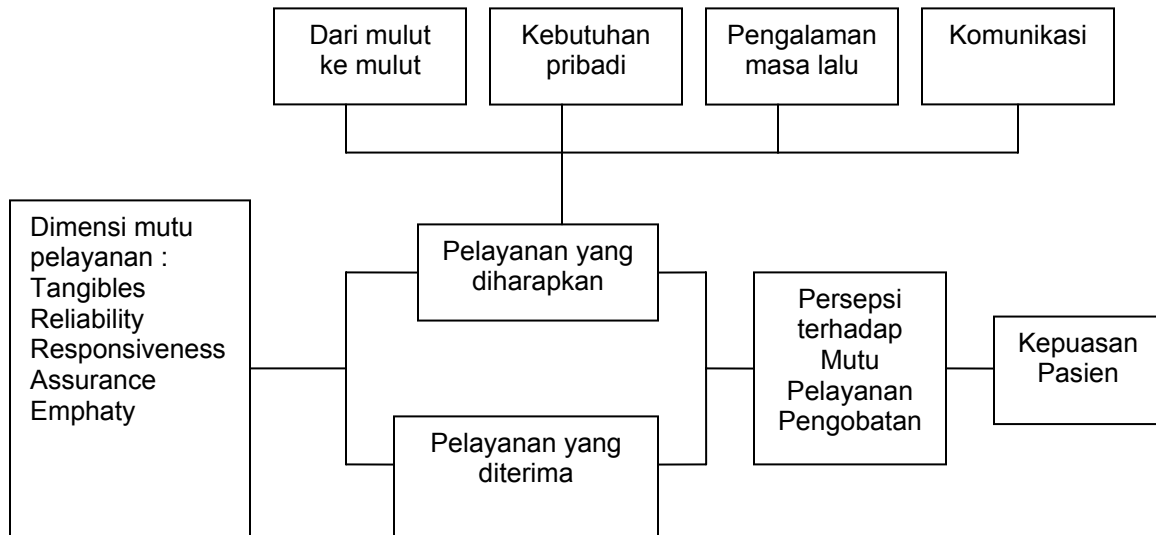 Dari mulut
ke mulut
Kebutuhan
pribadi
Pengalaman
masa lalu
Komunikasi
Dimensi mutu
pelayanan :
Tangibles
Reliability
Responsiveness
Assurance
Emphaty
Pelayanan yang
diharapkan
Pelayanan yang
diterima
Persepsi
terhadap
Mutu
Pelayanan
Pengobatan
Kepuasan
Pasien